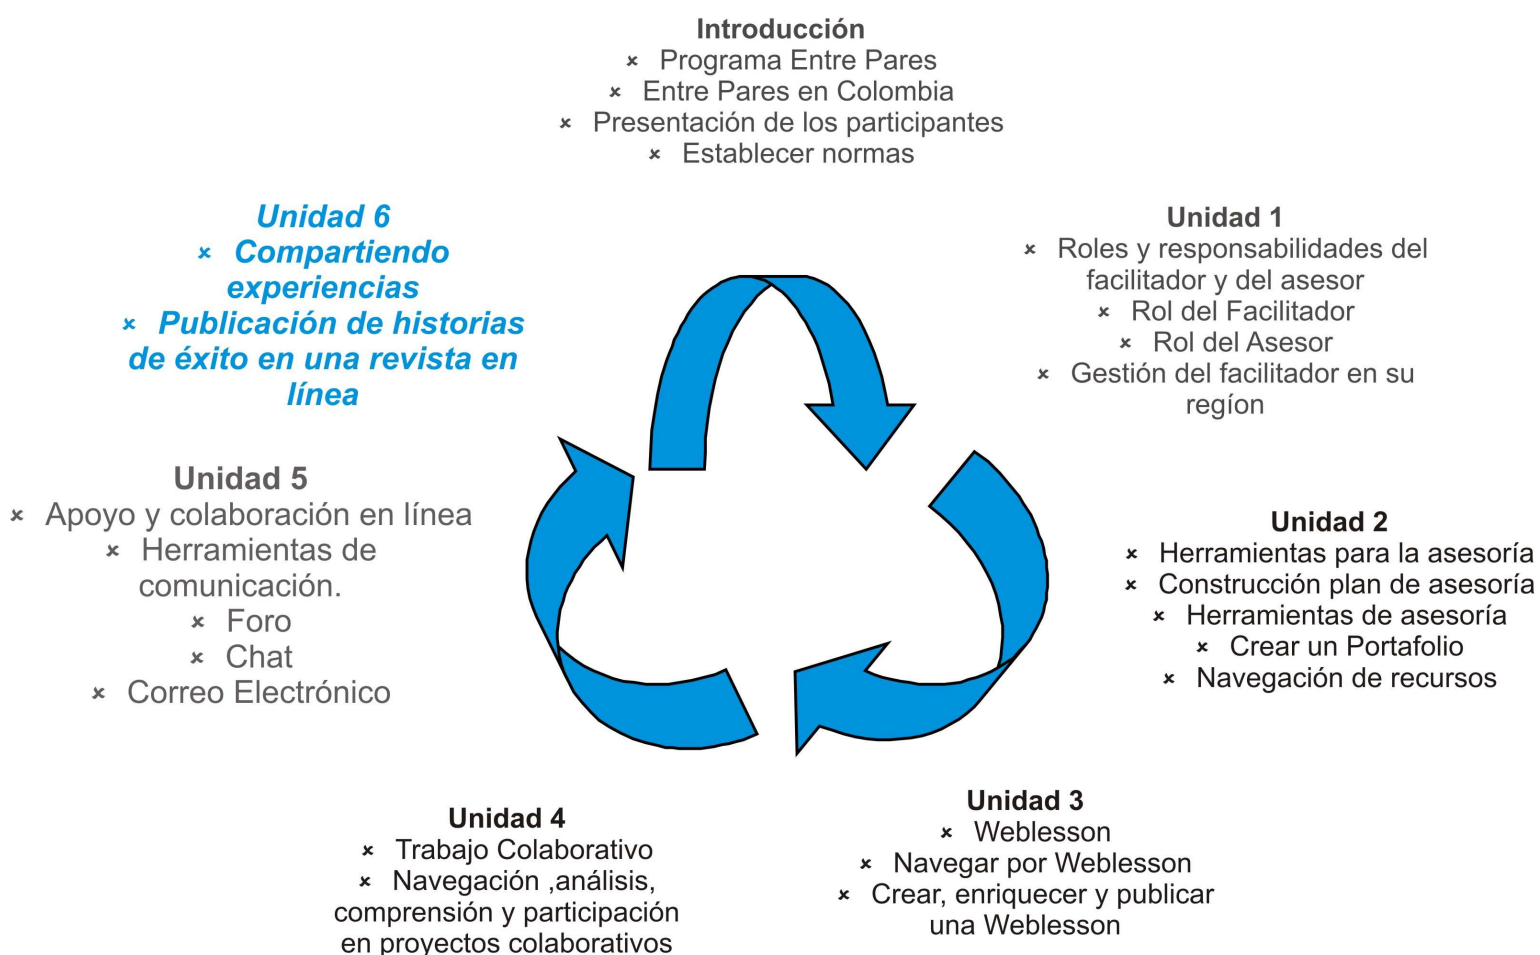 Introducción
× Programa Entre Pares
× Entre Pares en Colombia
× Presentación de los participantes
× Establecer normas
Unidad 1
× Roles y responsabilidades del
facilitador y del asesor
× Rol del Facilitador
× Rol del Asesor
× Gestión del facilitador en su
regíon
Unidad 2
× Herramientas para la asesoría
× Construcción plan de asesoría
× Herramientas de asesoría
× Crear un Portafolio
× Navegación de recursos
Unidad 3
× Weblesson
× Navegar por Weblesson
× Crear, enriquecer y publicar
una Weblesson
Unidad 4
× Trabajo Colaborativo
× Navegación ,análisis,
comprensión y participación
en proyectos colaborativos
Unidad 5
× Apoyo y colaboración en línea
× Herramientas de
comunicación.
× Foro
× Chat
× Correo Electrónico
Unidad 6
× Compartiendo
experiencias
× Publicación de historias
de éxito en una revista en
línea